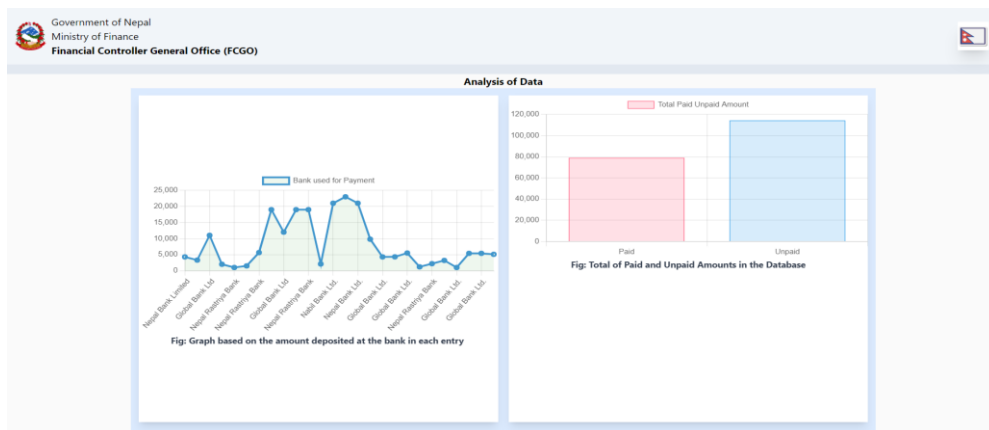 Government of Nepal
Ministry of Finance
Financial Controller General Office (FCGO)
Analysis of Data
Bank used for Payment
25,000
20,000
15,000
10,000
5,000
0
Nepal Bank Limited
Global Bank Ltd
Nepal Rastriya Bank
Nepal Rastriya Bank
Global Bank Ltd
Nepal Rastriya Bank
Nabil Bank Ltd.
Nepal Bank Ltd.
Global Bank Ltd.
Global Bank Ltd.
Nepal Rastriya Bank
Global Bank Ltd.
Global Bank Ltd.
Fig: Graph based on the amount deposited at the bank in each entry
Total Paid Unpaid Amount
120,000
100,000
80,000
60,000
40,000
20,000
0
Paid
Unpaid
Fig: Total of Paid and Unpaid Amounts in the Database